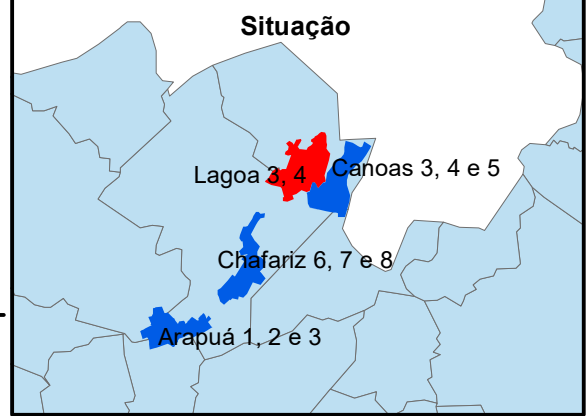 Situação
Lagoa 3, 4
Canoas 3, 4 e 5
Chafariz 6, 7 e 8
Arapuá 1, 2 e 3